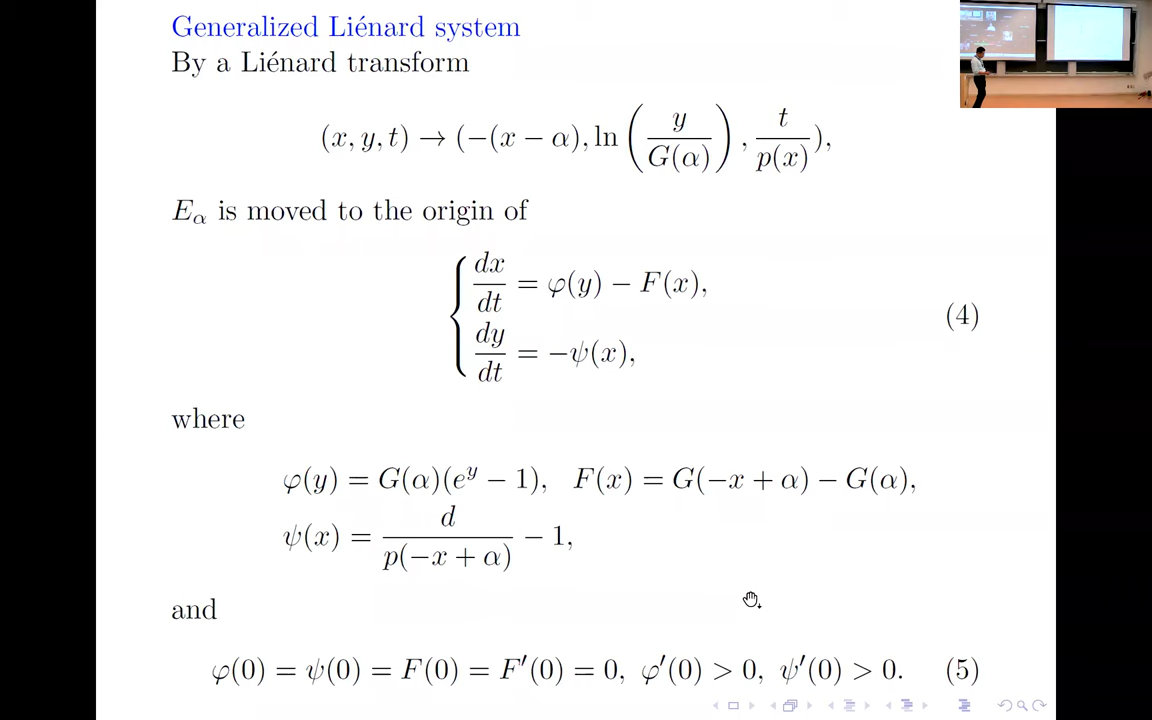 Generalized Liénard system
By a Liénard transform
(x, y, t) → (−(x − α), ln(y/G(α)), t/p(x)),
E_α is moved to the origin of
{ dx/dt = φ(y) − F(x),
dy/dt = −ψ(x), (4)
where
φ(y) = G(α)(e^y − 1), F(x) = G(−x + α) − G(α),
ψ(x) = d/p(−x + α) − 1,
and
φ(0) = ψ(0) = F(0) = F′(0) = 0, φ′(0) > 0, ψ′(0) > 0. (5)